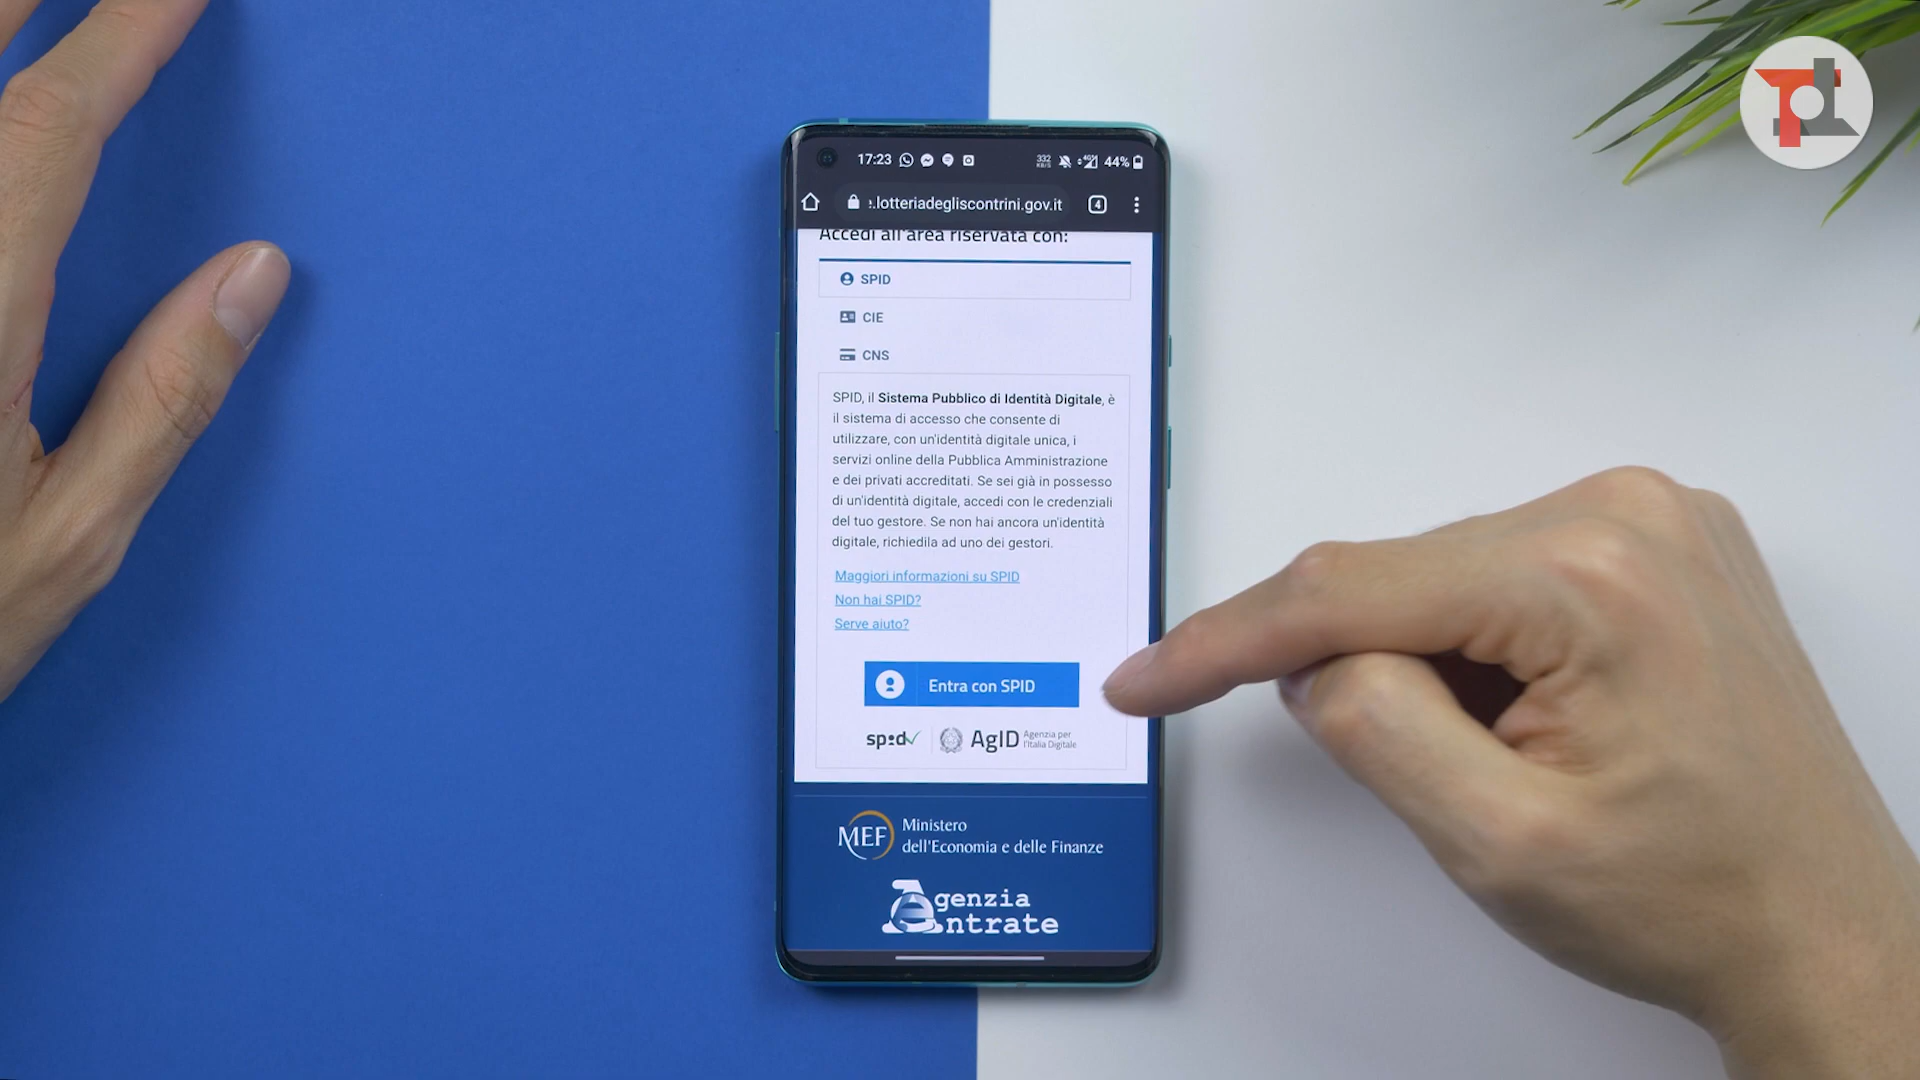 17:23
332
KB/S
4G
44%
:.lotteriadegliscontrini.gov.it
4
Accedi all'area riservata con:
SPID
CIE
CNS
SPID, il Sistema Pubblico di Identità Digitale, è
il sistema di accesso che consente di
utilizzare, con un'identità digitale unica, i
servizi online della Pubblica Amministrazione
e dei privati accreditati. Se sei già in possesso
di un'identità digitale, accedi con le credenziali
del tuo gestore. Se non hai ancora un'identità
digitale, richiedila ad uno dei gestori.
Maggiori informazioni su SPID
Non hai SPID?
Serve aiuto?
Entra con SPID
spid
AgID Agenzia per
l'Italia Digitale
MEF Ministero
dell'Economia e delle Finanze
Agenzia
Entrate